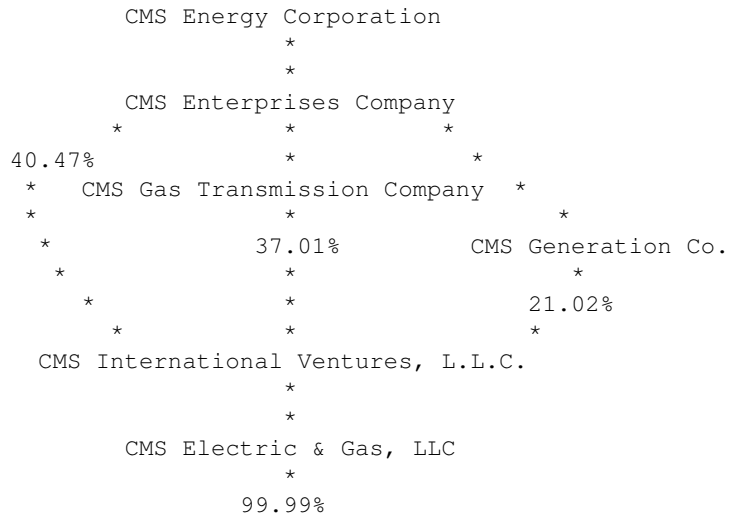 CMS Energy Corporation
*
*
CMS Enterprises Company
* * *
40.47% * *
* CMS Gas Transmission Company *
* * *
* 37.01% CMS Generation Co.
* * *
* * 21.02%
* * *
CMS International Ventures, L.L.C.
*
*
CMS Electric & Gas, LLC
*
99.99%